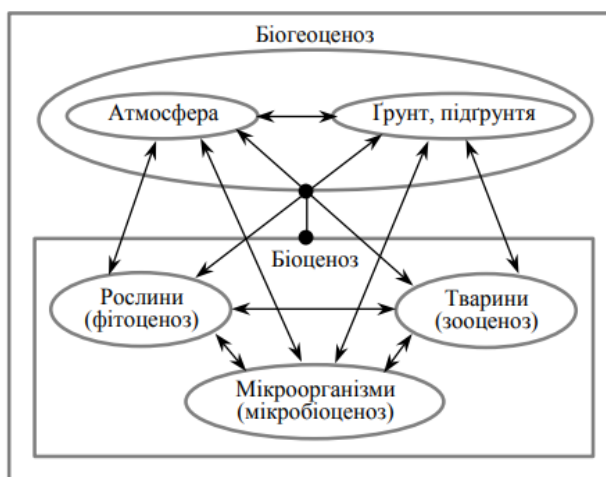 Біогеоценоз
Атмосфера
Ґрунт, підґрунтя
Біоценоз
Рослини
(фітоценоз)
Тварини
(зооценоз)
Мікроорганізми
(мікробіоценоз)